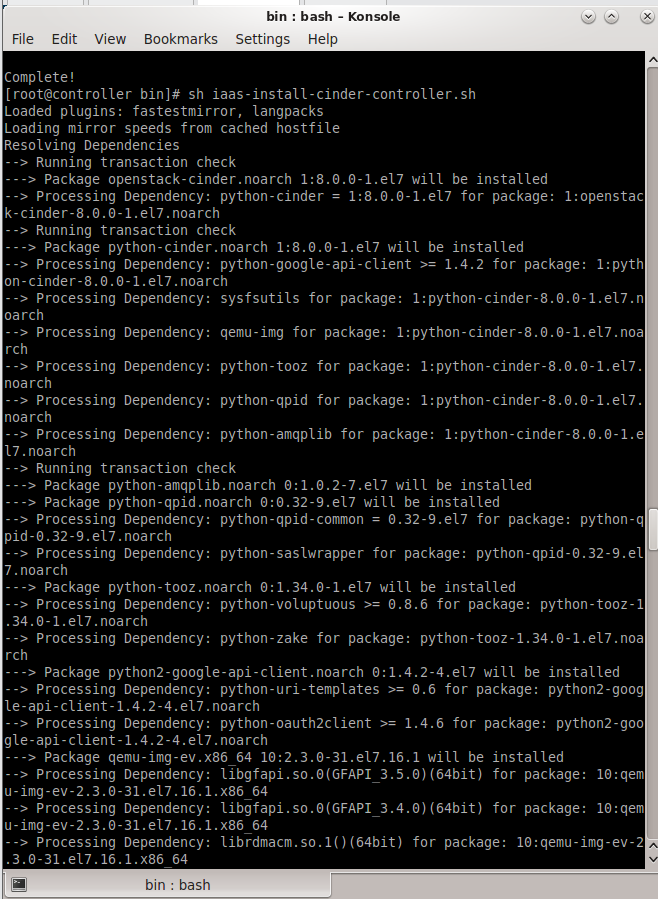 bin : bash – Konsole
File Edit View Bookmarks Settings Help
Complete!
[root@controller bin]# sh iaas-install-cinder-controller.sh
Loaded plugins: fastestmirror, langpacks
Loading mirror speeds from cached hostfile
Resolving Dependencies
--> Running transaction check
---> Package openstack-cinder.noarch 1:8.0.0-1.el7 will be installed
--> Processing Dependency: python-cinder = 1:8.0.0-1.el7 for package: 1:openstac
k-cinder-8.0.0-1.el7.noarch
--> Running transaction check
---> Package python-cinder.noarch 1:8.0.0-1.el7 will be installed
--> Processing Dependency: python-google-api-client >= 1.4.2 for package: 1:pyth
on-cinder-8.0.0-1.el7.noarch
--> Processing Dependency: sysfsutils for package: 1:python-cinder-8.0.0-1.el7.n
oarch
--> Processing Dependency: qemu-img for package: 1:python-cinder-8.0.0-1.el7.noa
rch
--> Processing Dependency: python-tooz for package: 1:python-cinder-8.0.0-1.el7.
noarch
--> Processing Dependency: python-qpid for package: 1:python-cinder-8.0.0-1.el7.
noarch
--> Processing Dependency: python-amqplib for package: 1:python-cinder-8.0.0-1.e
l7.noarch
--> Running transaction check
---> Package python-amqplib.noarch 0:1.0.2-7.el7 will be installed
---> Package python-qpid.noarch 0:0.32-9.el7 will be installed
--> Processing Dependency: python-qpid-common = 0.32-9.el7 for package: python-q
pid-0.32-9.el7.noarch
--> Processing Dependency: python-saslwrapper for package: python-qpid-0.32-9.el
7.noarch
---> Package python-tooz.noarch 0:1.34.0-1.el7 will be installed
--> Processing Dependency: python-voluptuous >= 0.8.6 for package: python-tooz-1
.34.0-1.el7.noarch
--> Processing Dependency: python-zake for package: python-tooz-1.34.0-1.el7.noa
rch
---> Package python2-google-api-client.noarch 0:1.4.2-4.el7 will be installed
--> Processing Dependency: python-uri-templates >= 0.6 for package: python2-goog
le-api-client-1.4.2-4.el7.noarch
--> Processing Dependency: python-oauth2client >= 1.4.6 for package: python2-goo
gle-api-client-1.4.2-4.el7.noarch
---> Package qemu-img-ev.x86_64 10:2.3.0-31.el7.16.1 will be installed
--> Processing Dependency: libgfapi.so.0(GFAPI_3.5.0)(64bit) for package: 10:qem
u-img-ev-2.3.0-31.el7.16.1.x86_64
--> Processing Dependency: libgfapi.so.0(GFAPI_3.4.0)(64bit) for package: 10:qem
u-img-ev-2.3.0-31.el7.16.1.x86_64
--> Processing Dependency: librdmacm.so.1()(64bit) for package: 10:qemu-img-ev-2
.3.0-31.el7.16.1.x86_64
bin : bash